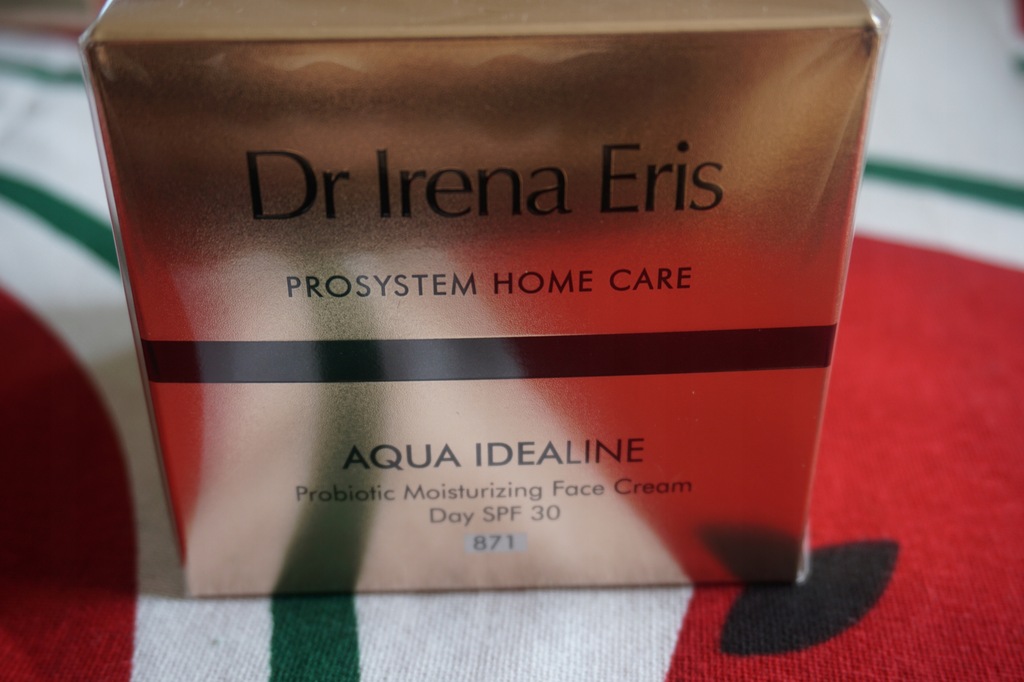 Dr Irena Eris
PROSYSTEM HOME CARE
AQUA IDEALINE
Probiotic Moisturizing Face Cream
Day SPF 30
871